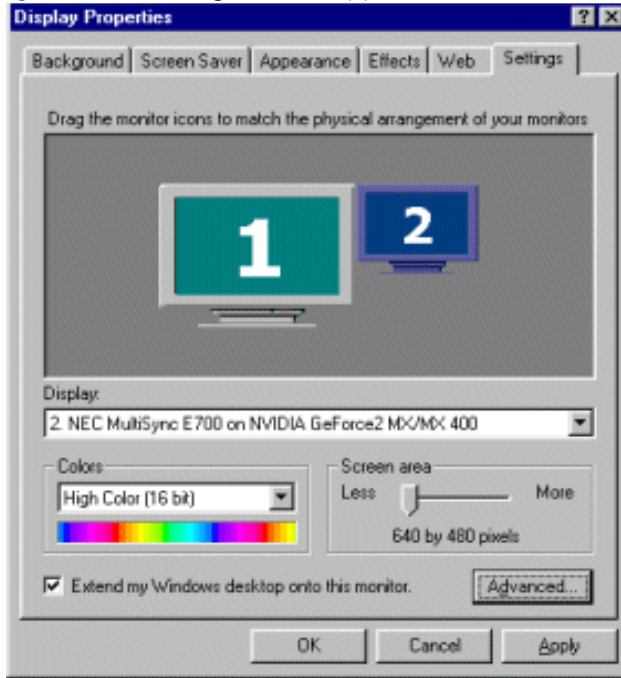 Display Properties
Background Screen Saver Appearance Effects Web Settings
Drag the monitor icons to match the physical arrangement of your monitors
1 2
Display:
2. NEC MultiSync E700 on NVIDIA GeForce2 MX/MX 400
Colors Screen area
High Color (16 bit) Less More
640 by 480 pixels
Extend my Windows desktop onto this monitor. Advanced...
OK Cancel Apply